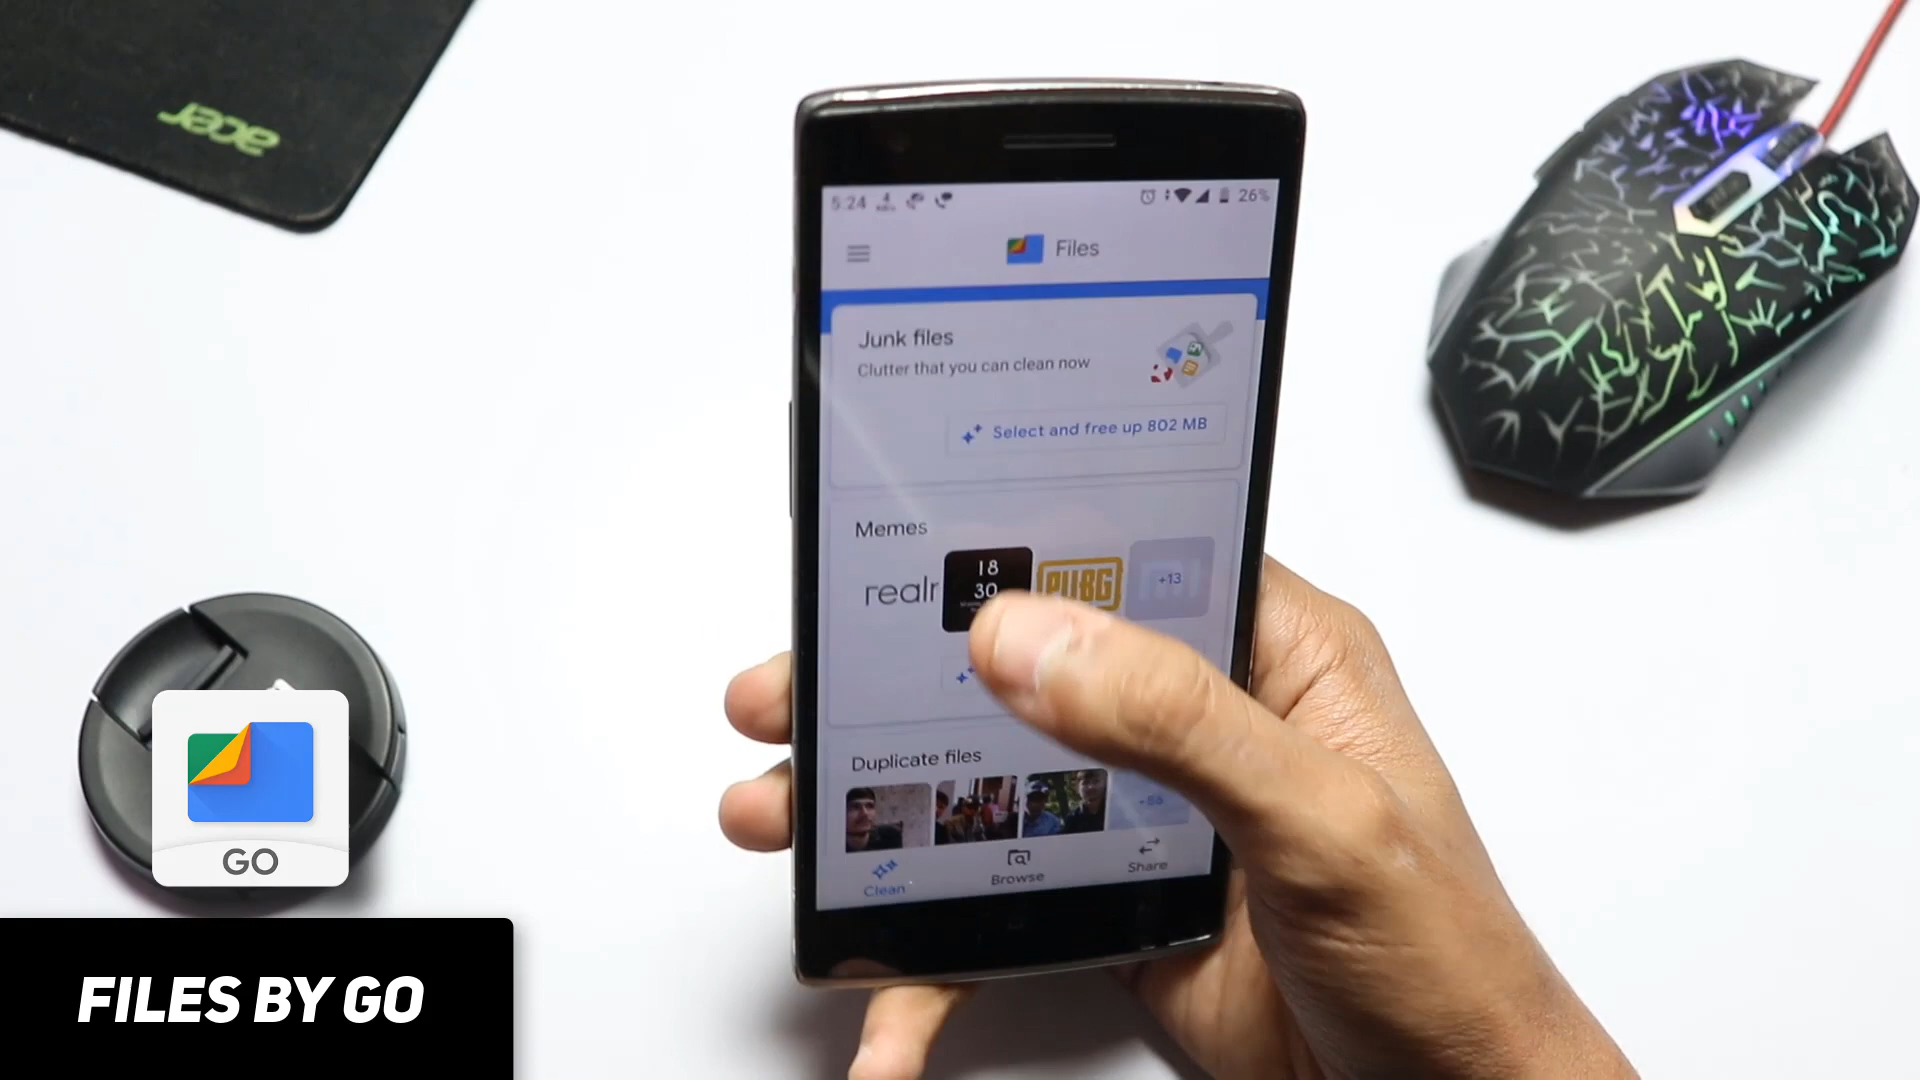 acer
5:24
26%
Files
Junk files
Clutter that you can clean now
Select and free up 802 MB
Memes
realr
18
30
PUBG
+13
Duplicate files
Clean
Browse
Share
GO
FILES BY GO